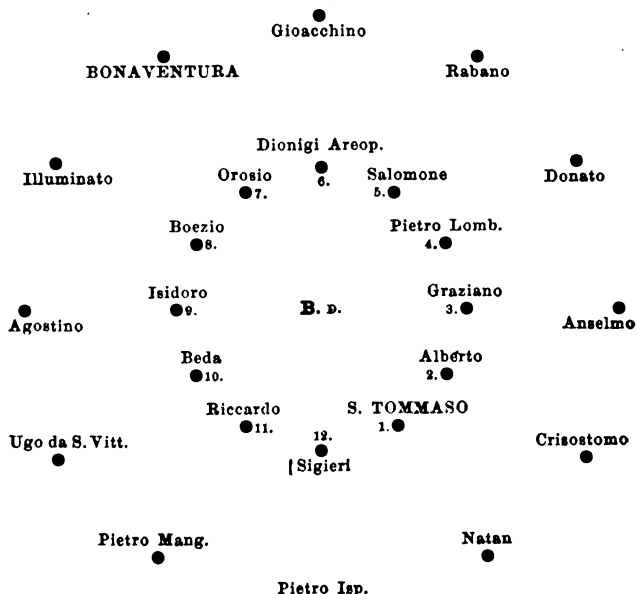 Gioacchino
BONAVENTURA
Rabano
Dionigi Areop.
6.
Illuminato
Orosio
7.
Salomone
5.
Donato
Boezio
8.
Pietro Lomb.
4.
Isidoro
9.
B. D.
Graziano
3.
Agostino
Anselmo
Beda
10.
Alberto
2.
Riccardo
11.
S. TOMMASO
1.
Ugo da S. Vitt.
12.
Sigieri
Crisostomo
Pietro Mang.
Natan
Pietro Isp.